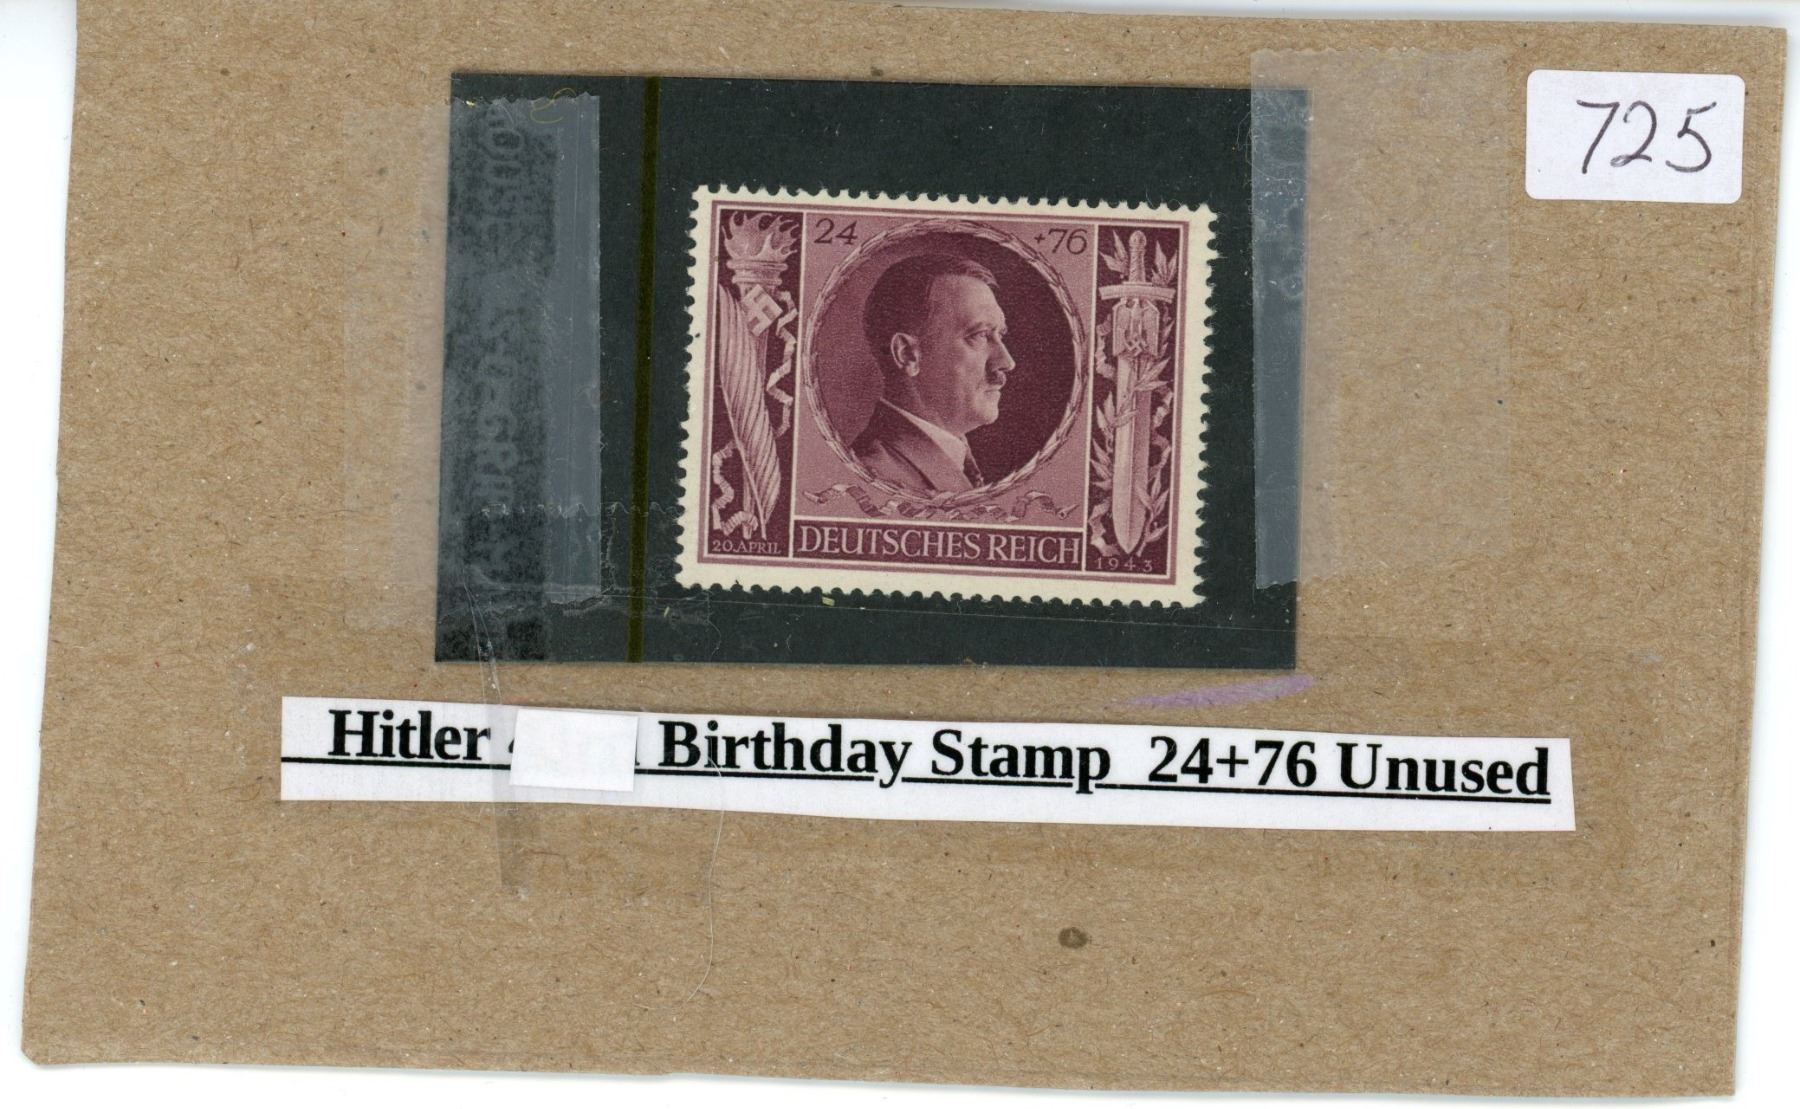 725
24 +76
20.APRIL DEUTSCHES REICH 1943
Hitler Birthday Stamp 24+76 Unused